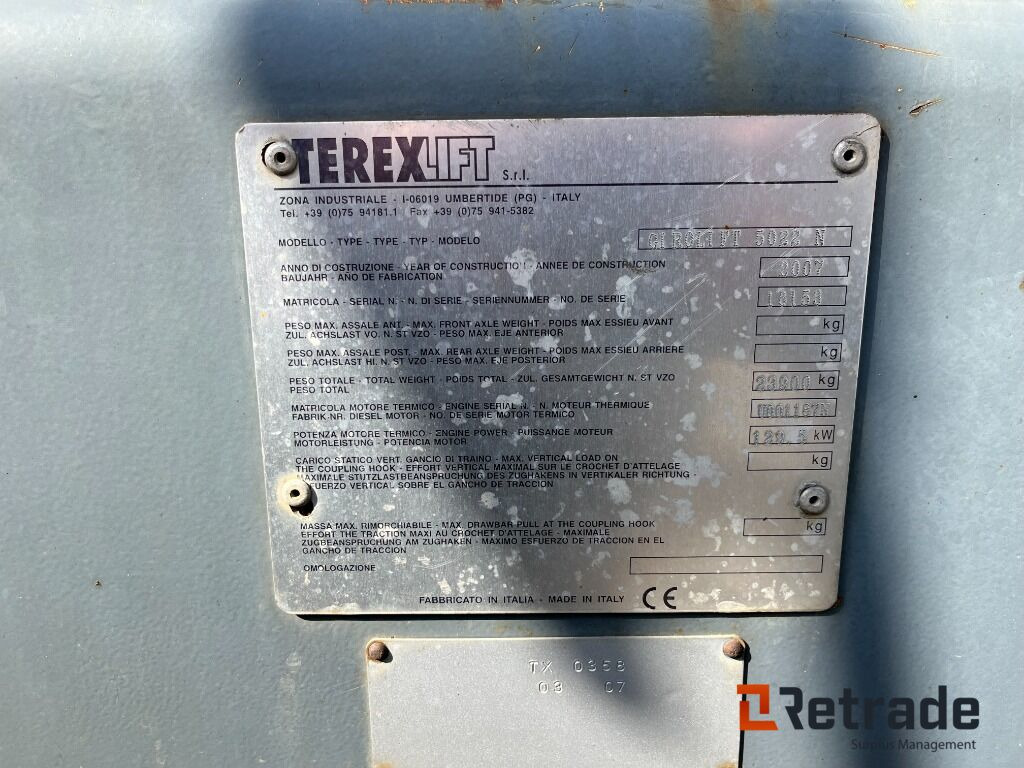 TEREXLIFT S.r.l.
ZONA INDUSTRIALE - I-06019 UMBERTIDE (PG) - ITALY
Tel. +39 (0)75 94181.1 Fax +39 (0)75 941-5382
MODELLO - TYPE - TYPE - TYP - MODELO 5022 N
ANNO DI COSTRUZIONE - YEAR OF CONSTRUCTION - ANNEE DE CONSTRUCTION
BAUJAHR - AÑO DE FABRICATION
MATRICOLA - SERIAL N. - N. DI SERIE - SERIENNUMMER - NO. DE SERIE 18150
PESO MAX. ASSALE ANT. - MAX. FRONT AXLE WEIGHT - POIDS MAX ESSIEU AVANT kg
ZUL. ACHSLAST VO. N. ST VZO - PESO MAX. EJE ANTERIOR
PESO MAX. ASSALE POST. - MAX. REAR AXLE WEIGHT - POIDS MAX ESSIEU ARRIERE kg
ZUL. ACHSLAST HI. N. ST VZO - PESO MAX. EJE POSTERIOR
PESO TOTALE - TOTAL WEIGHT - POIDS TOTAL - ZUL. GESAMTGEWICHT N. ST VZO kg
PESO TOTAL
MATRICOLA MOTORE TERMICO - ENGINE SERIAL N. - N. MOTEUR THERMIQUE
FABRIK-NR. DIESEL MOTOR - NO. DE SERIE MOTOR TERMICO
POTENZA MOTORE TERMICO - ENGINE POWER - PUISSANCE MOTEUR kW
MOTORLEISTUNG - POTENCIA MOTOR
CARICO STATICO VERT. GANCIO DI TRAINO - MAX. VERTICAL LOAD ON kg
THE COUPLING HOOK - EFFORT VERTICAL MAXIMAL SUR LE CROCHET D'ATTELAGE
MAXIMALE STUTZLASTBEANSPRUCHUNG DES ZUGHAKENS IN VERTIKALER RICHTUNG -
SFUERZO VERTICAL SOBRE EL GANCHO DE TRACCION
MASSA MAX. RIMORCHIABILE - MAX. DRAWBAR PULL AT THE COUPLING HOOK kg
EFFORT THE TRACTION MAXI AU CROCHET D'ATTELAGE - MAXIMALE
ZUGBEANSPRUCHUNG AM ZUGHAKEN - MAXIMO ESFUERZO DE TRACCION EN EL
GANCHO DE TRACCION
OMOLOGAZIONE
FABBRICATO IN ITALIA - MADE IN ITALY CE
TX 0358
03 07
Retrade
Surplus Management